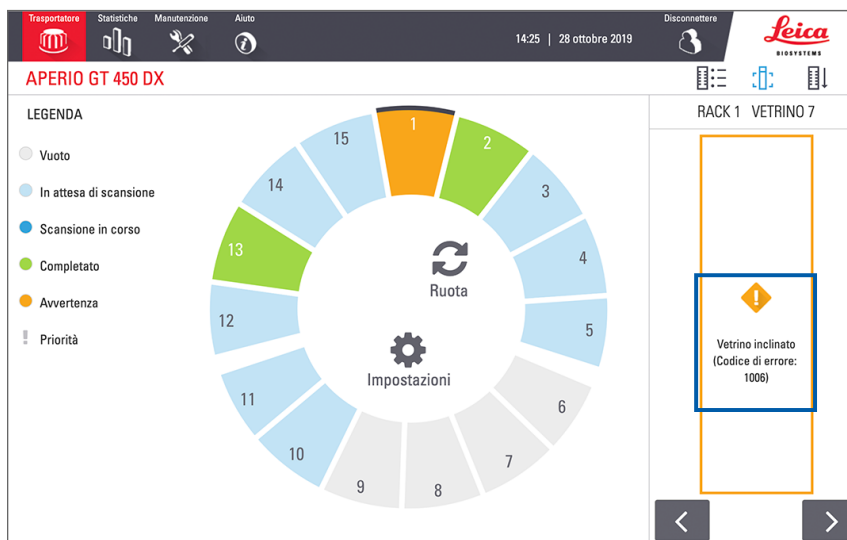 Trasportatore
Statistiche
Manutenzione
Aiuto
14:25 | 28 ottobre 2019
Disconnettere
Leica
BIOSYSTEMS
APERIO GT 450 DX
LEGENDA
Vuoto
In attesa di scansione
Scansione in corso
Completato
Avvertenza
Priorità
1
2
3
4
5
6
7
8
9
10
11
12
13
14
15
Ruota
Impostazioni
RACK 1 VETRINO 7
Vetrino inclinato
(Codice di errore:
1006)